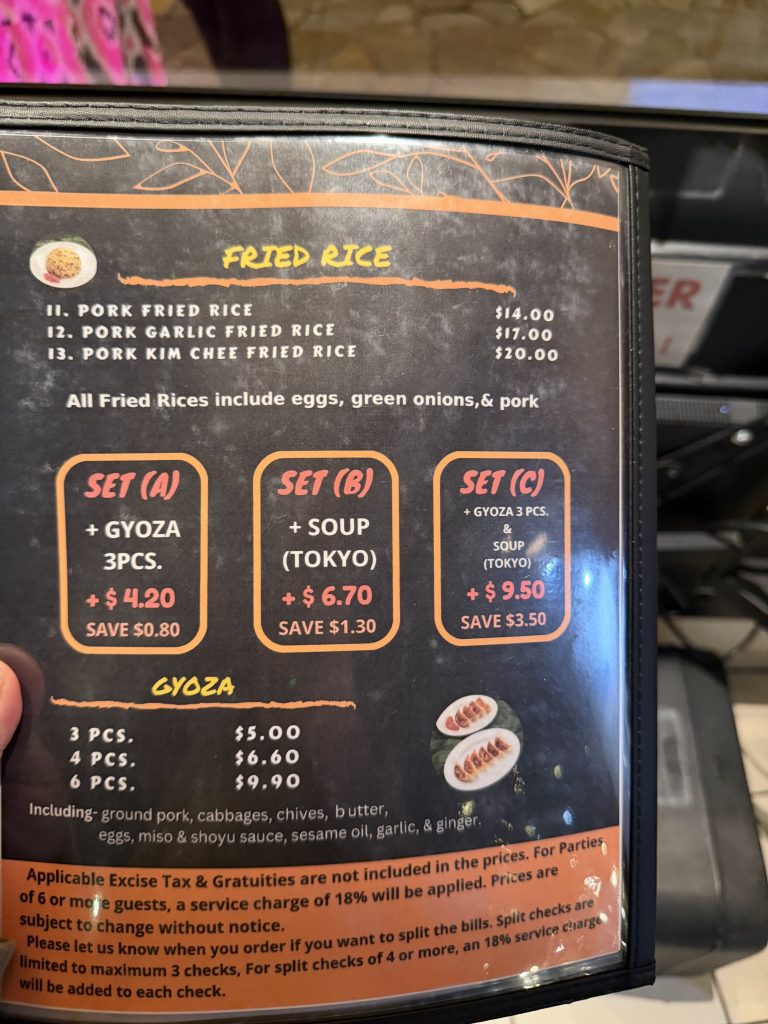 FRIED RICE
11. PORK FRIED RICE $14.00
12. PORK GARLIC FRIED RICE $17.00
13. PORK KIM CHEE FRIED RICE $20.00
All Fried Rices include eggs, green onions,& pork
SET (A)
+ GYOZA
3PCS.
+ $ 4.20
SAVE $0.80
SET (B)
+ SOUP
(TOKYO)
+ $ 6.70
SAVE $1.30
SET (C)
+ GYOZA 3 PCS.
&
SOUP
(TOKYO)
+ $ 9.50
SAVE $3.50
GYOZA
3 PCS. $5.00
4 PCS. $6.60
6 PCS. $9.90
Including- ground pork, cabbages, chives, butter,
eggs, miso & shoyu sauce, sesame oil, garlic, & ginger.
Applicable Excise Tax & Gratuities are not included in the prices. For Parties
of 6 or more guests, a service charge of 18% will be applied. Prices are
subject to change without notice.
Please let us know when you order if you want to split the bills. Split checks are
limited to maximum 3 checks, For split checks of 4 or more, an 18% service charge
will be added to each check.